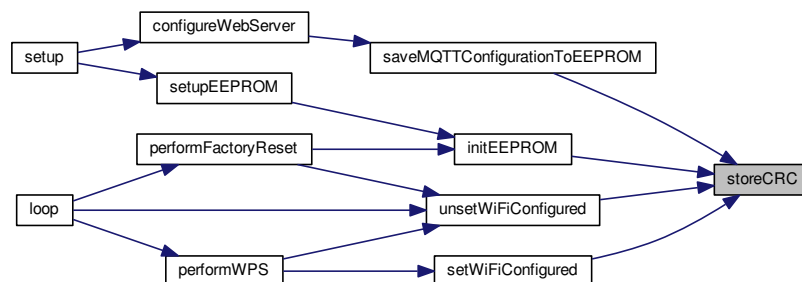 configureWebServer
setup
saveMQTTConfigurationToEEPROM
setupEEPROM
performFactoryReset
initEEPROM
storeCRC
loop
unsetWiFiConfigured
performWPS
setWiFiConfigured